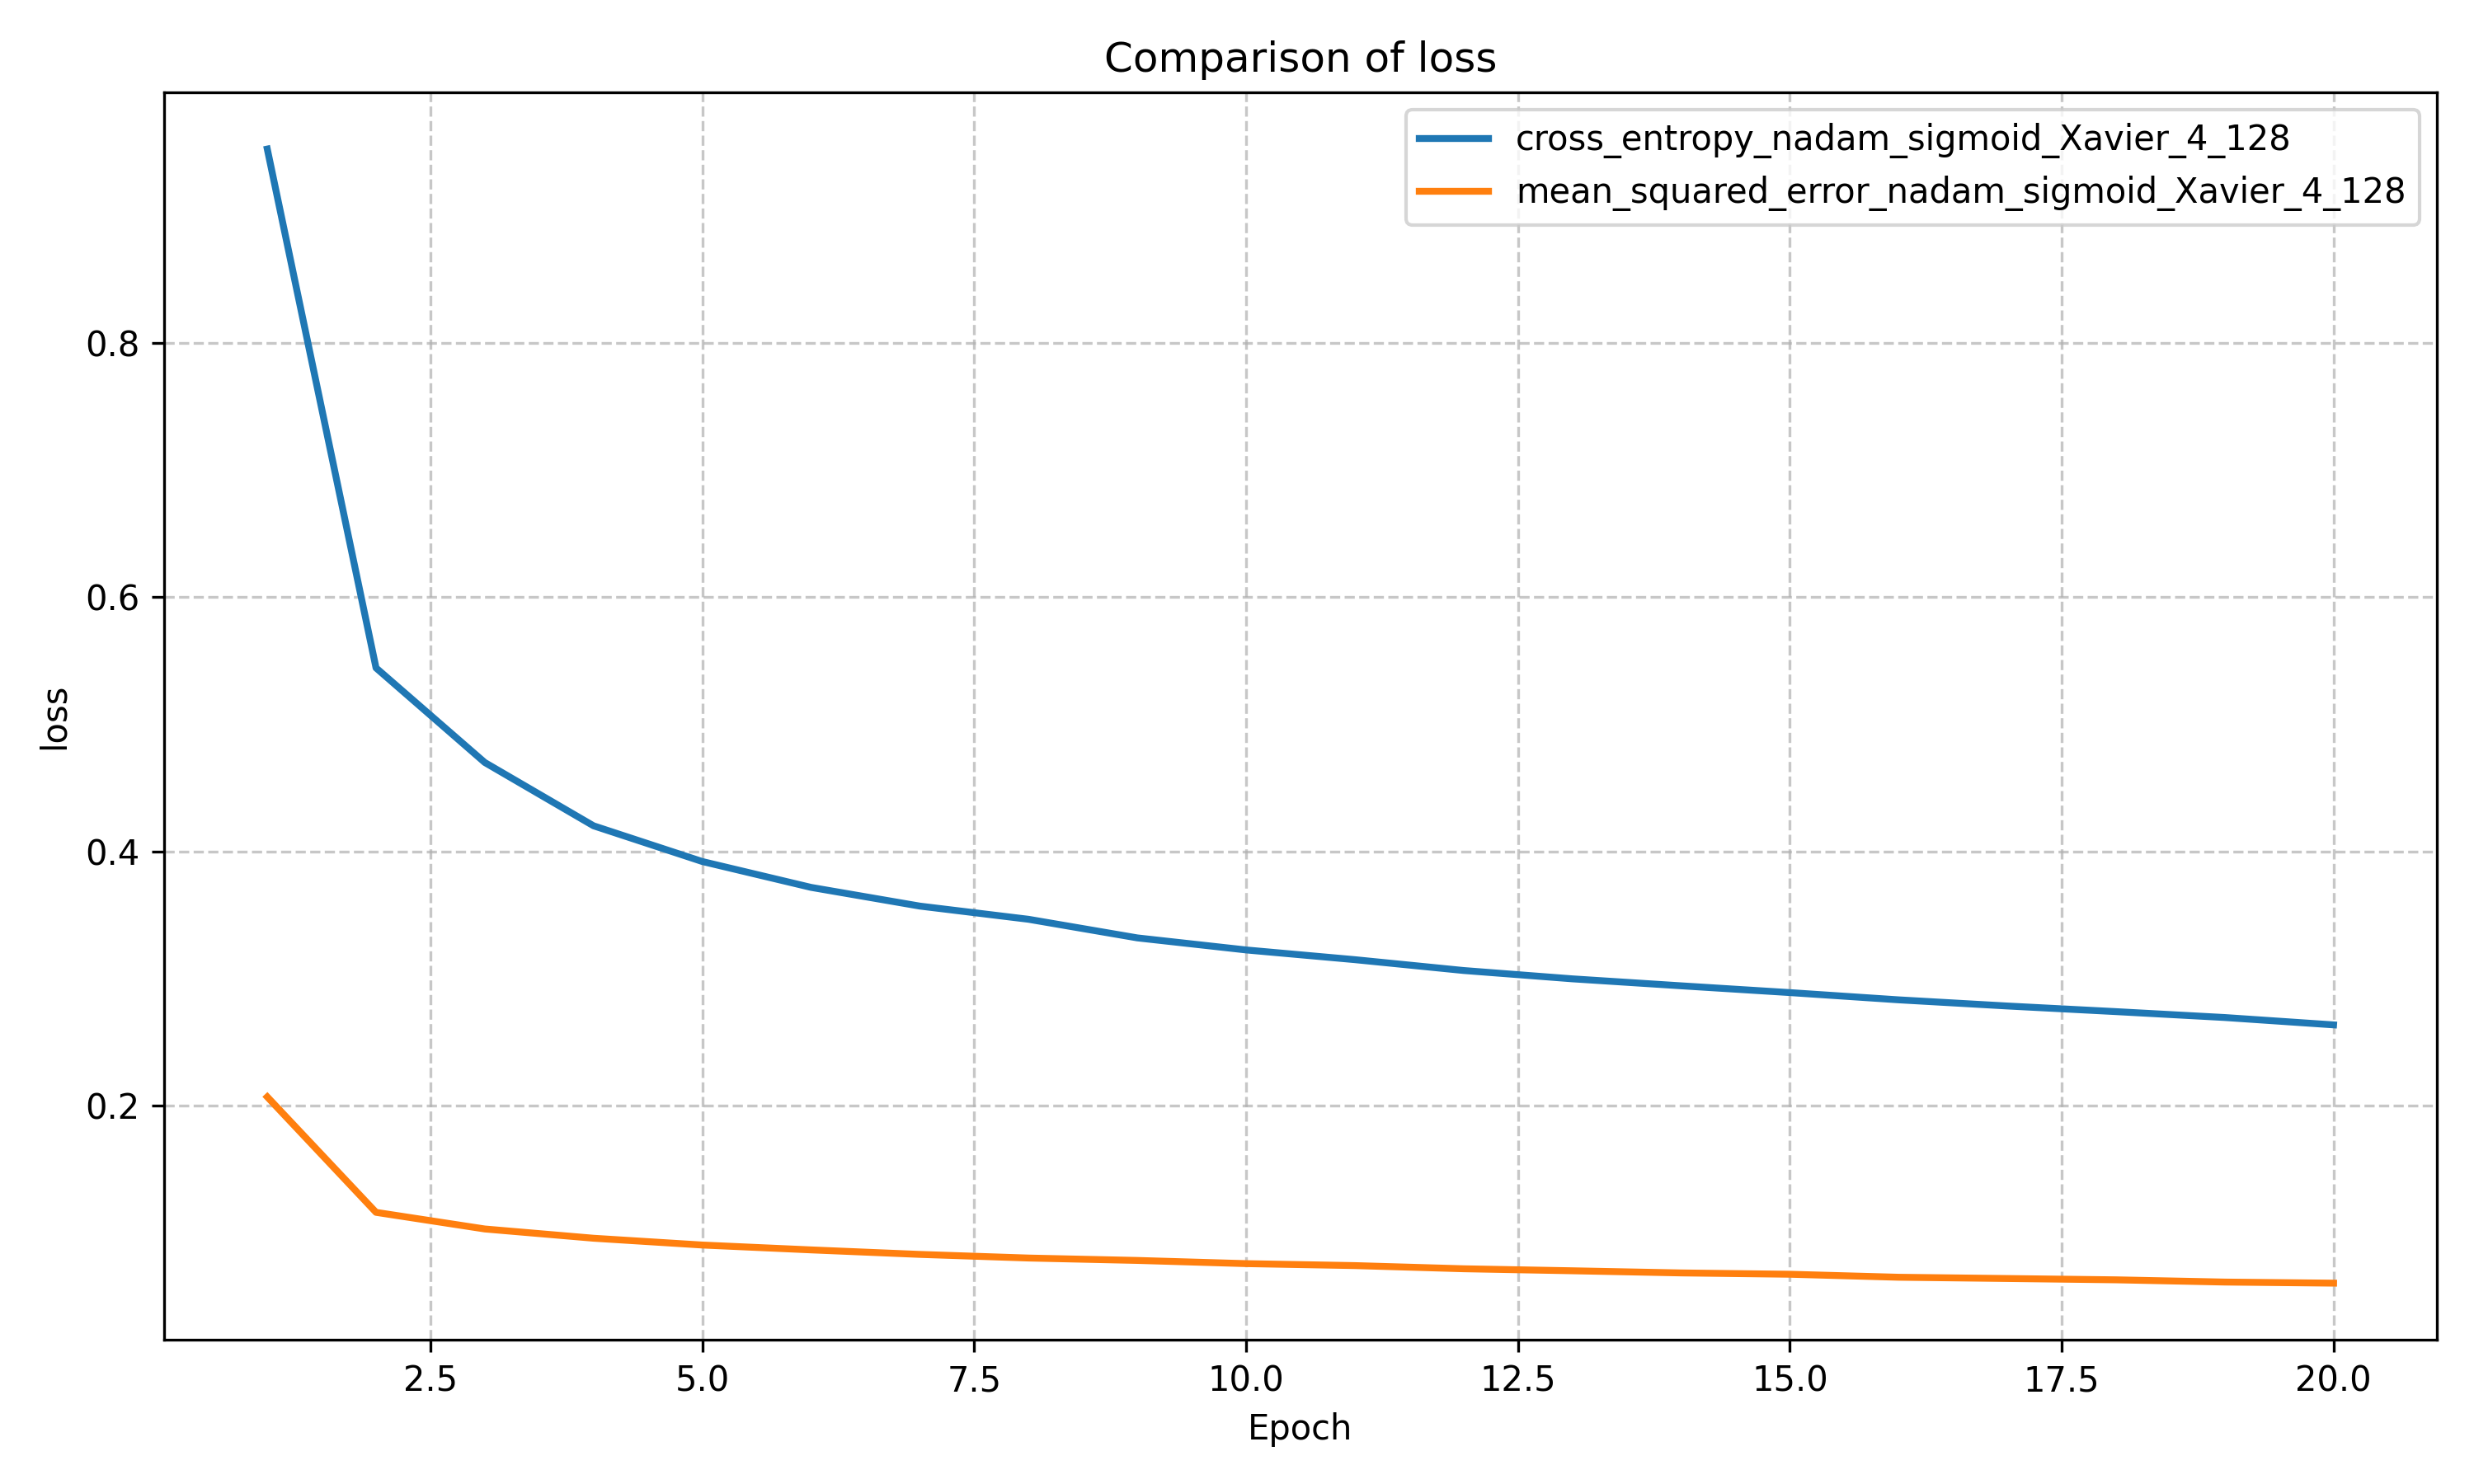 Comparison of loss
cross_entropy_nadam_sigmoid_Xavier_4_128
mean_squared_error_nadam_sigmoid_Xavier_4_128
loss
0.8
0.6
0.4
0.2
2.5 5.0 7.5 10.0 12.5 15.0 17.5 20.0
Epoch